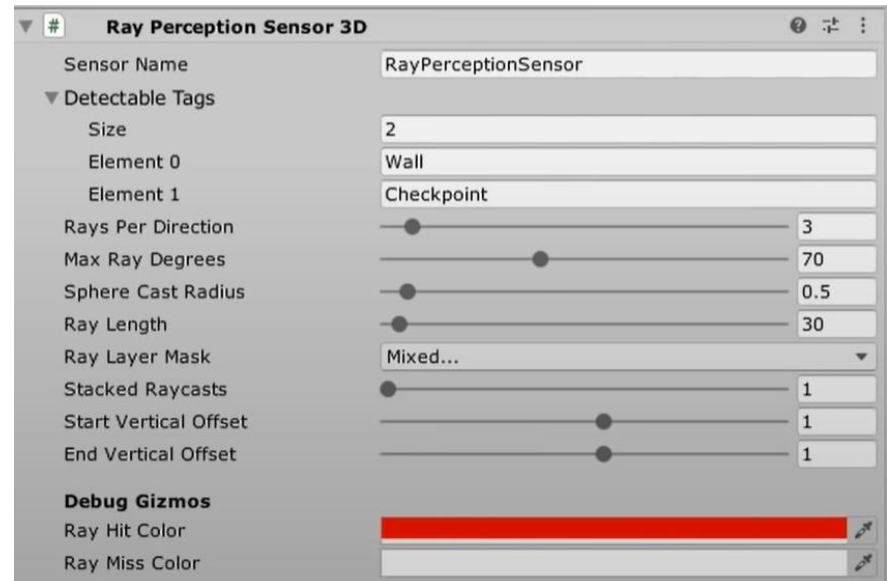 # Ray Perception Sensor 3D
Sensor Name RayPerceptionSensor
Detectable Tags
Size 2
Element 0 Wall
Element 1 Checkpoint
Rays Per Direction 3
Max Ray Degrees 70
Sphere Cast Radius 0.5
Ray Length 30
Ray Layer Mask Mixed...
Stacked Raycasts 1
Start Vertical Offset 1
End Vertical Offset 1
Debug Gizmos
Ray Hit Color
Ray Miss Color